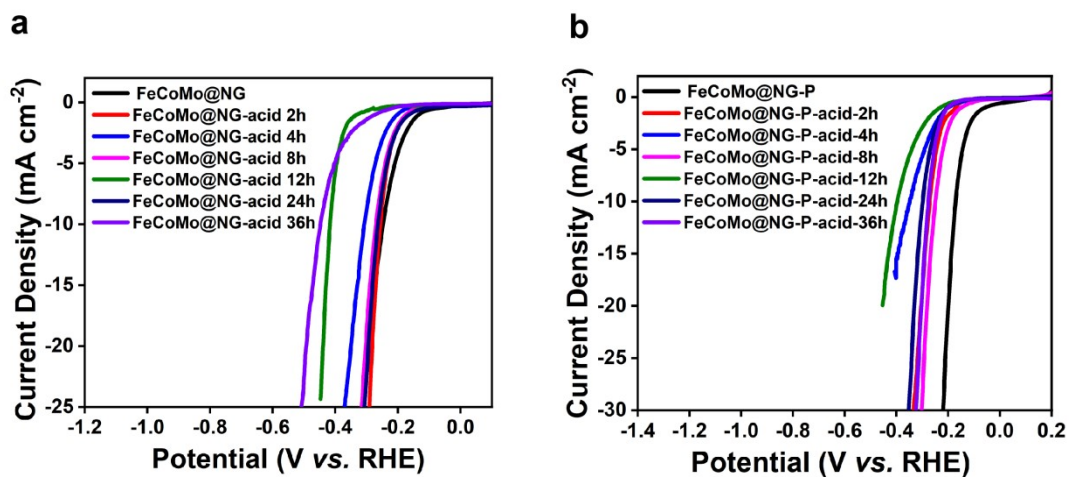 a
FeCoMo@NG
FeCoMo@NG-acid 2h
FeCoMo@NG-acid 4h
FeCoMo@NG-acid 8h
FeCoMo@NG-acid 12h
FeCoMo@NG-acid 24h
FeCoMo@NG-acid 36h
0
-5
-10
-15
-20
-25
Current Density (mA cm⁻²)
-1.2 -1.0 -0.8 -0.6 -0.4 -0.2 0.0
Potential (V vs. RHE)
b
FeCoMo@NG-P
FeCoMo@NG-P-acid-2h
FeCoMo@NG-P-acid-4h
FeCoMo@NG-P-acid-8h
FeCoMo@NG-P-acid-12h
FeCoMo@NG-P-acid-24h
FeCoMo@NG-P-acid-36h
0
-5
-10
-15
-20
-25
-30
Current Density (mA cm⁻²)
-1.4 -1.2 -1.0 -0.8 -0.6 -0.4 -0.2 0.0 0.2
Potential (V vs. RHE)